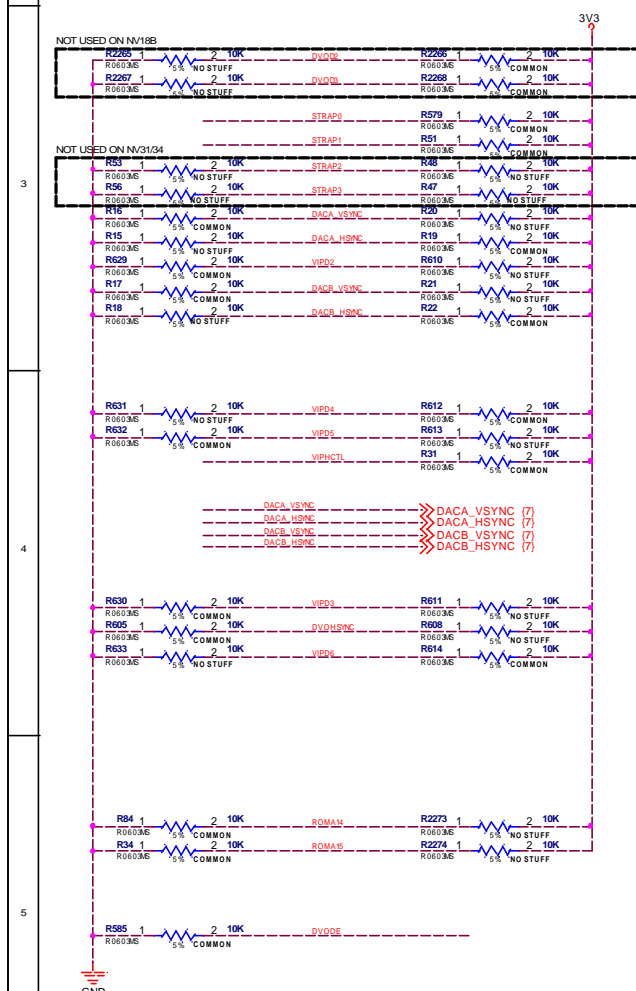 3V3
NOT USED ON NV18B
R2265 1 2 10K DVOD2 R2266 1 2 10K
R0603MS 5% NO STUFF R0603MS 5% COMMON
R2267 1 2 10K DVOD3 R2268 1 2 10K
R0603MS 5% NO STUFF R0603MS 5% COMMON
STRAP0 R579 1 2 10K
R0603MS 5% COMMON
STRAP1 R51 1 2 10K
R0603MS 5% COMMON
NOT USED ON NV31/34
R53 1 2 10K STRAP2 R48 1 2 10K
R0603MS 5% NO STUFF R0603MS 5% NO STUFF
3
R56 1 2 10K STRAP3 R47 1 2 10K
R0603MS 5% NO STUFF R0603MS 5% NO STUFF
R16 1 2 10K DACA_VSYNC R20 1 2 10K
R0603MS 5% COMMON R0603MS 5% NO STUFF
R15 1 2 10K DACA_HSYNC R19 1 2 10K
R0603MS 5% COMMON R0603MS 5% NO STUFF
R629 1 2 10K VIPD2 R610 1 2 10K
R0603MS 5% COMMON R0603MS 5% NO STUFF
R17 1 2 10K DACB_VSYNC R21 1 2 10K
R0603MS 5% COMMON R0603MS 5% NO STUFF
R18 1 2 10K DACB_HSYNC R22 1 2 10K
R0603MS 5% NO STUFF R0603MS 5% COMMON
R631 1 2 10K VIPD4 R612 1 2 10K
R0603MS 5% NO STUFF R0603MS 5% COMMON
R632 1 2 10K VIPD5 R613 1 2 10K
R0603MS 5% COMMON R0603MS 5% NO STUFF
VIPHCTL R31 1 2 10K
R0603MS 5% COMMON
DACA_VSYNC DACA_VSYNC {7}
DACA_HSYNC DACA_HSYNC {7}
DACB_VSYNC DACB_VSYNC {7}
DACB_HSYNC DACB_HSYNC {7}
4
R630 1 2 10K VIPD3 R611 1 2 10K
R0603MS 5% COMMON R0603MS 5% NO STUFF
R605 1 2 10K DVOHSYNC R608 1 2 10K
R0603MS 5% COMMON R0603MS 5% NO STUFF
R633 1 2 10K VIPD6 R614 1 2 10K
R0603MS 5% NO STUFF R0603MS 5% COMMON
R84 1 2 10K ROMA14 R2273 1 2 10K
R0603MS 5% COMMON R0603MS 5% NO STUFF
R34 1 2 10K ROMA15 R2274 1 2 10K
R0603MS 5% COMMON R0603MS 5% NO STUFF
5
R585 1 2 10K DVODE
R0603MS 5% COMMON
GND